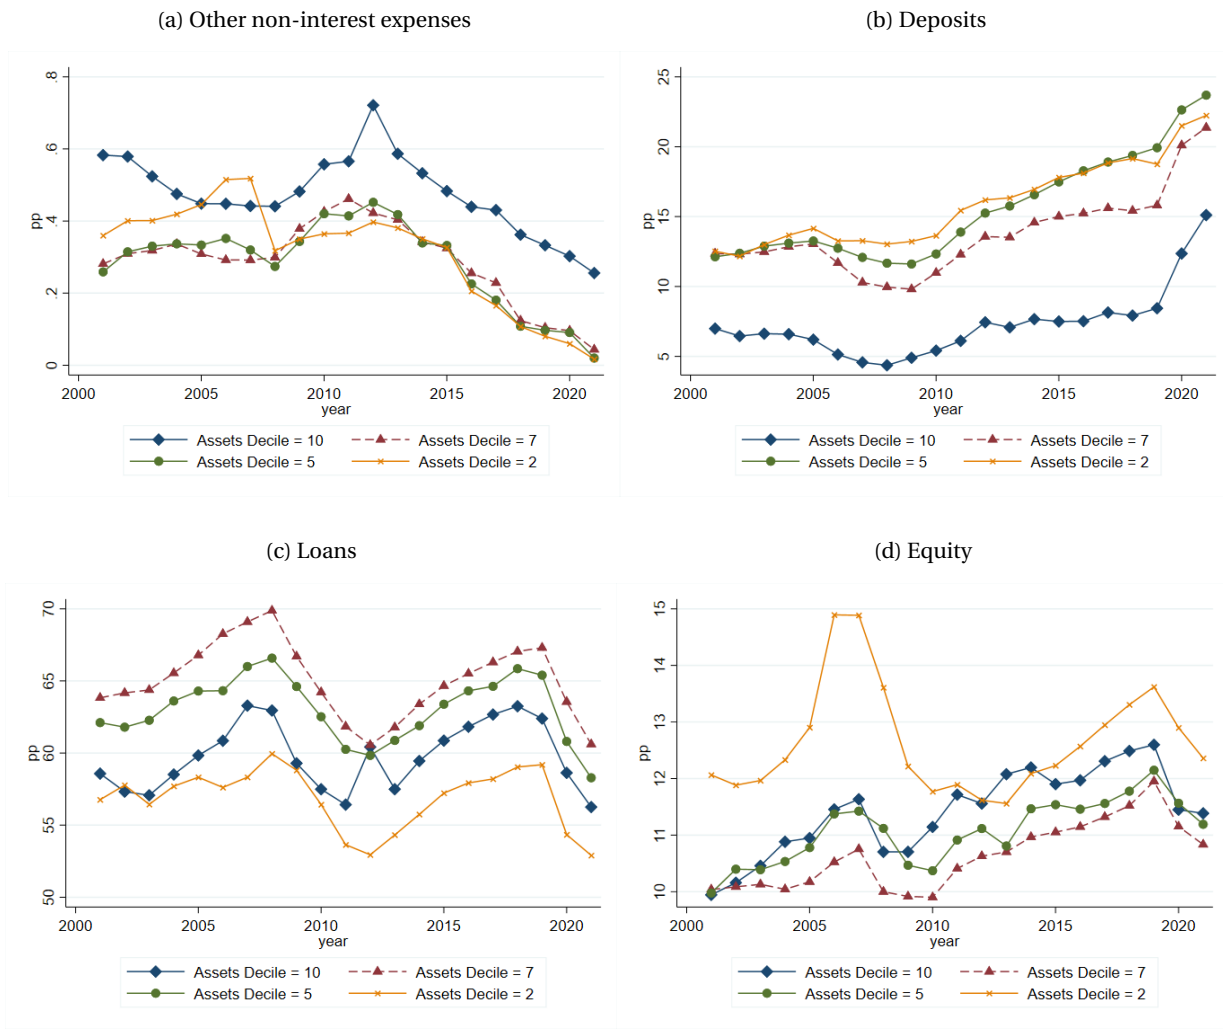 (a) Other non-interest expenses
.8
.6
.4
.2
0
pp
2000 2005 2010 2015 2020
year
Assets Decile = 10 Assets Decile = 7
Assets Decile = 5 Assets Decile = 2
(b) Deposits
25
20
15
10
5
pp
2000 2005 2010 2015 2020
year
Assets Decile = 10 Assets Decile = 7
Assets Decile = 5 Assets Decile = 2
(c) Loans
70
65
60
55
50
pp
2000 2005 2010 2015 2020
year
Assets Decile = 10 Assets Decile = 7
Assets Decile = 5 Assets Decile = 2
(d) Equity
15
14
13
12
11
10
pp
2000 2005 2010 2015 2020
year
Assets Decile = 10 Assets Decile = 7
Assets Decile = 5 Assets Decile = 2